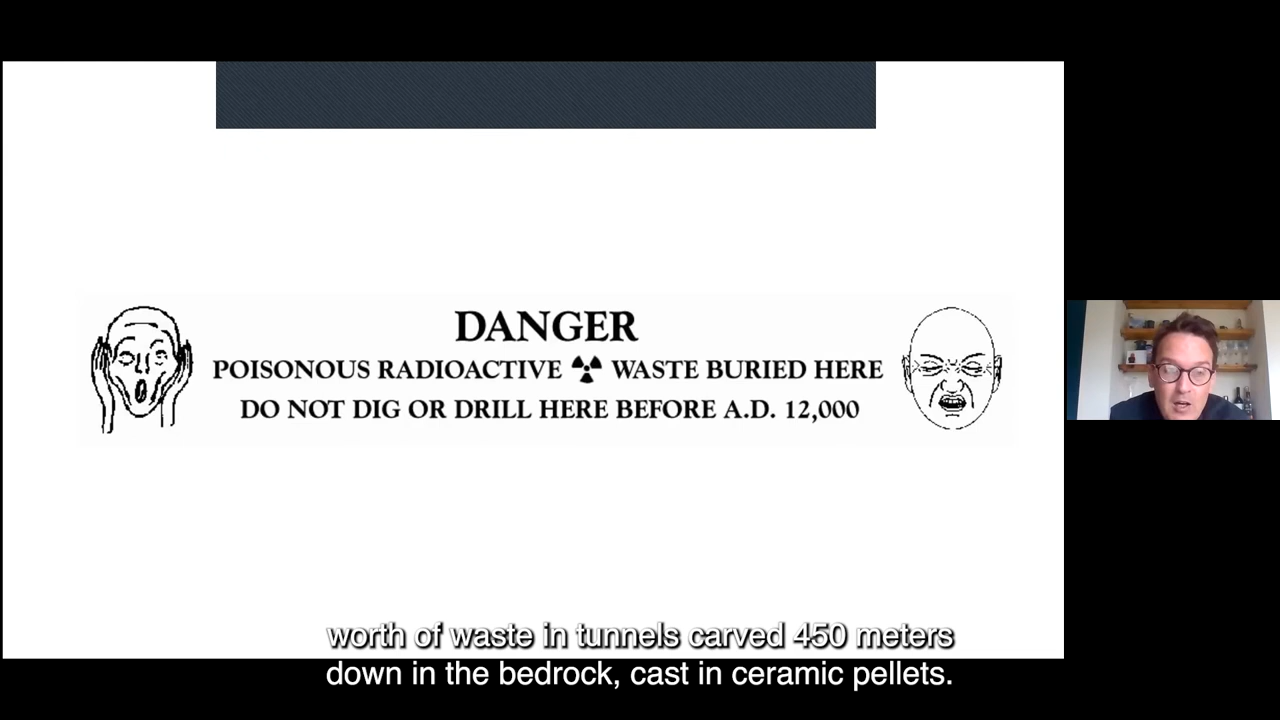 DANGER
POISONOUS RADIOACTIVE WASTE BURIED HERE
DO NOT DIG OR DRILL HERE BEFORE A.D. 12,000
worth of waste in tunnels carved 450 meters
down in the bedrock, cast in ceramic pellets.